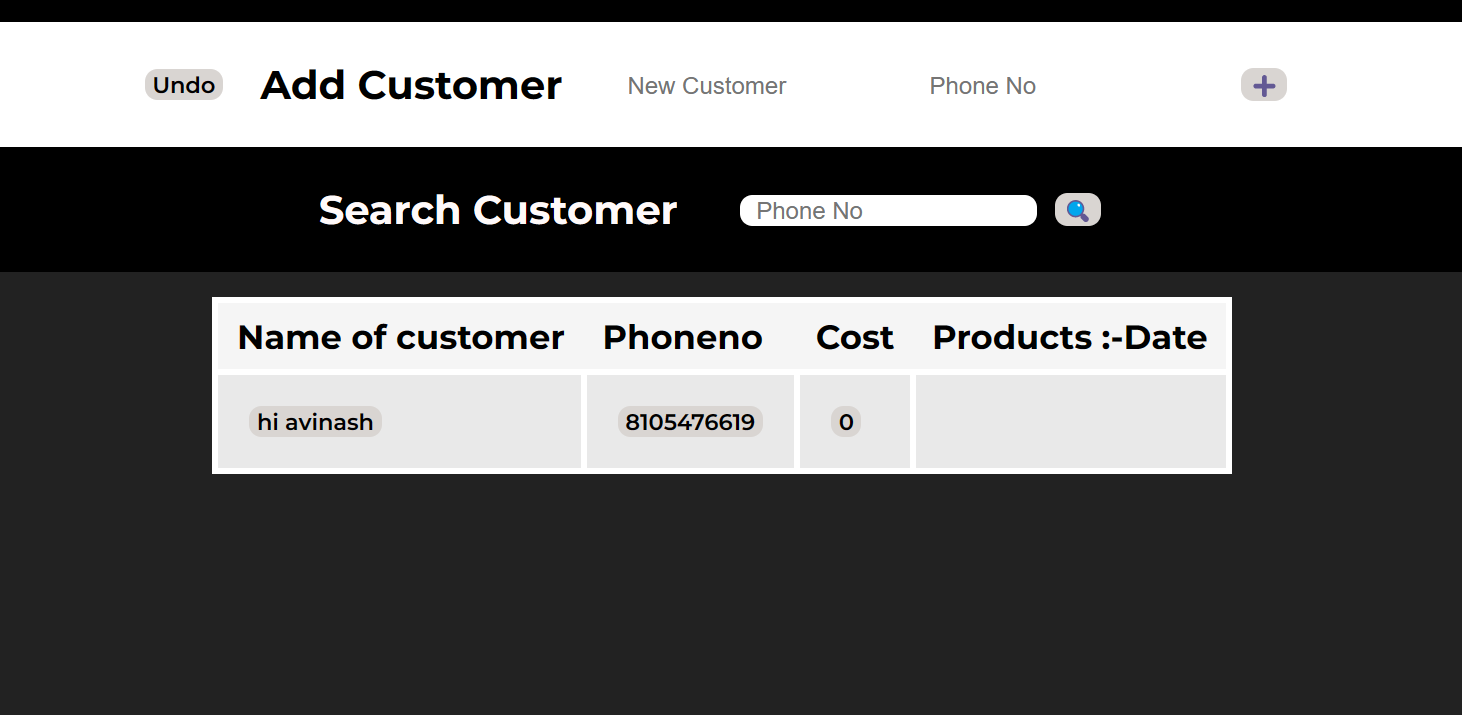 Undo Add Customer New Customer Phone No ➕
Search Customer Phone No 🔍
Name of customer Phoneno Cost Products :-Date
hi avinash 8105476619 0